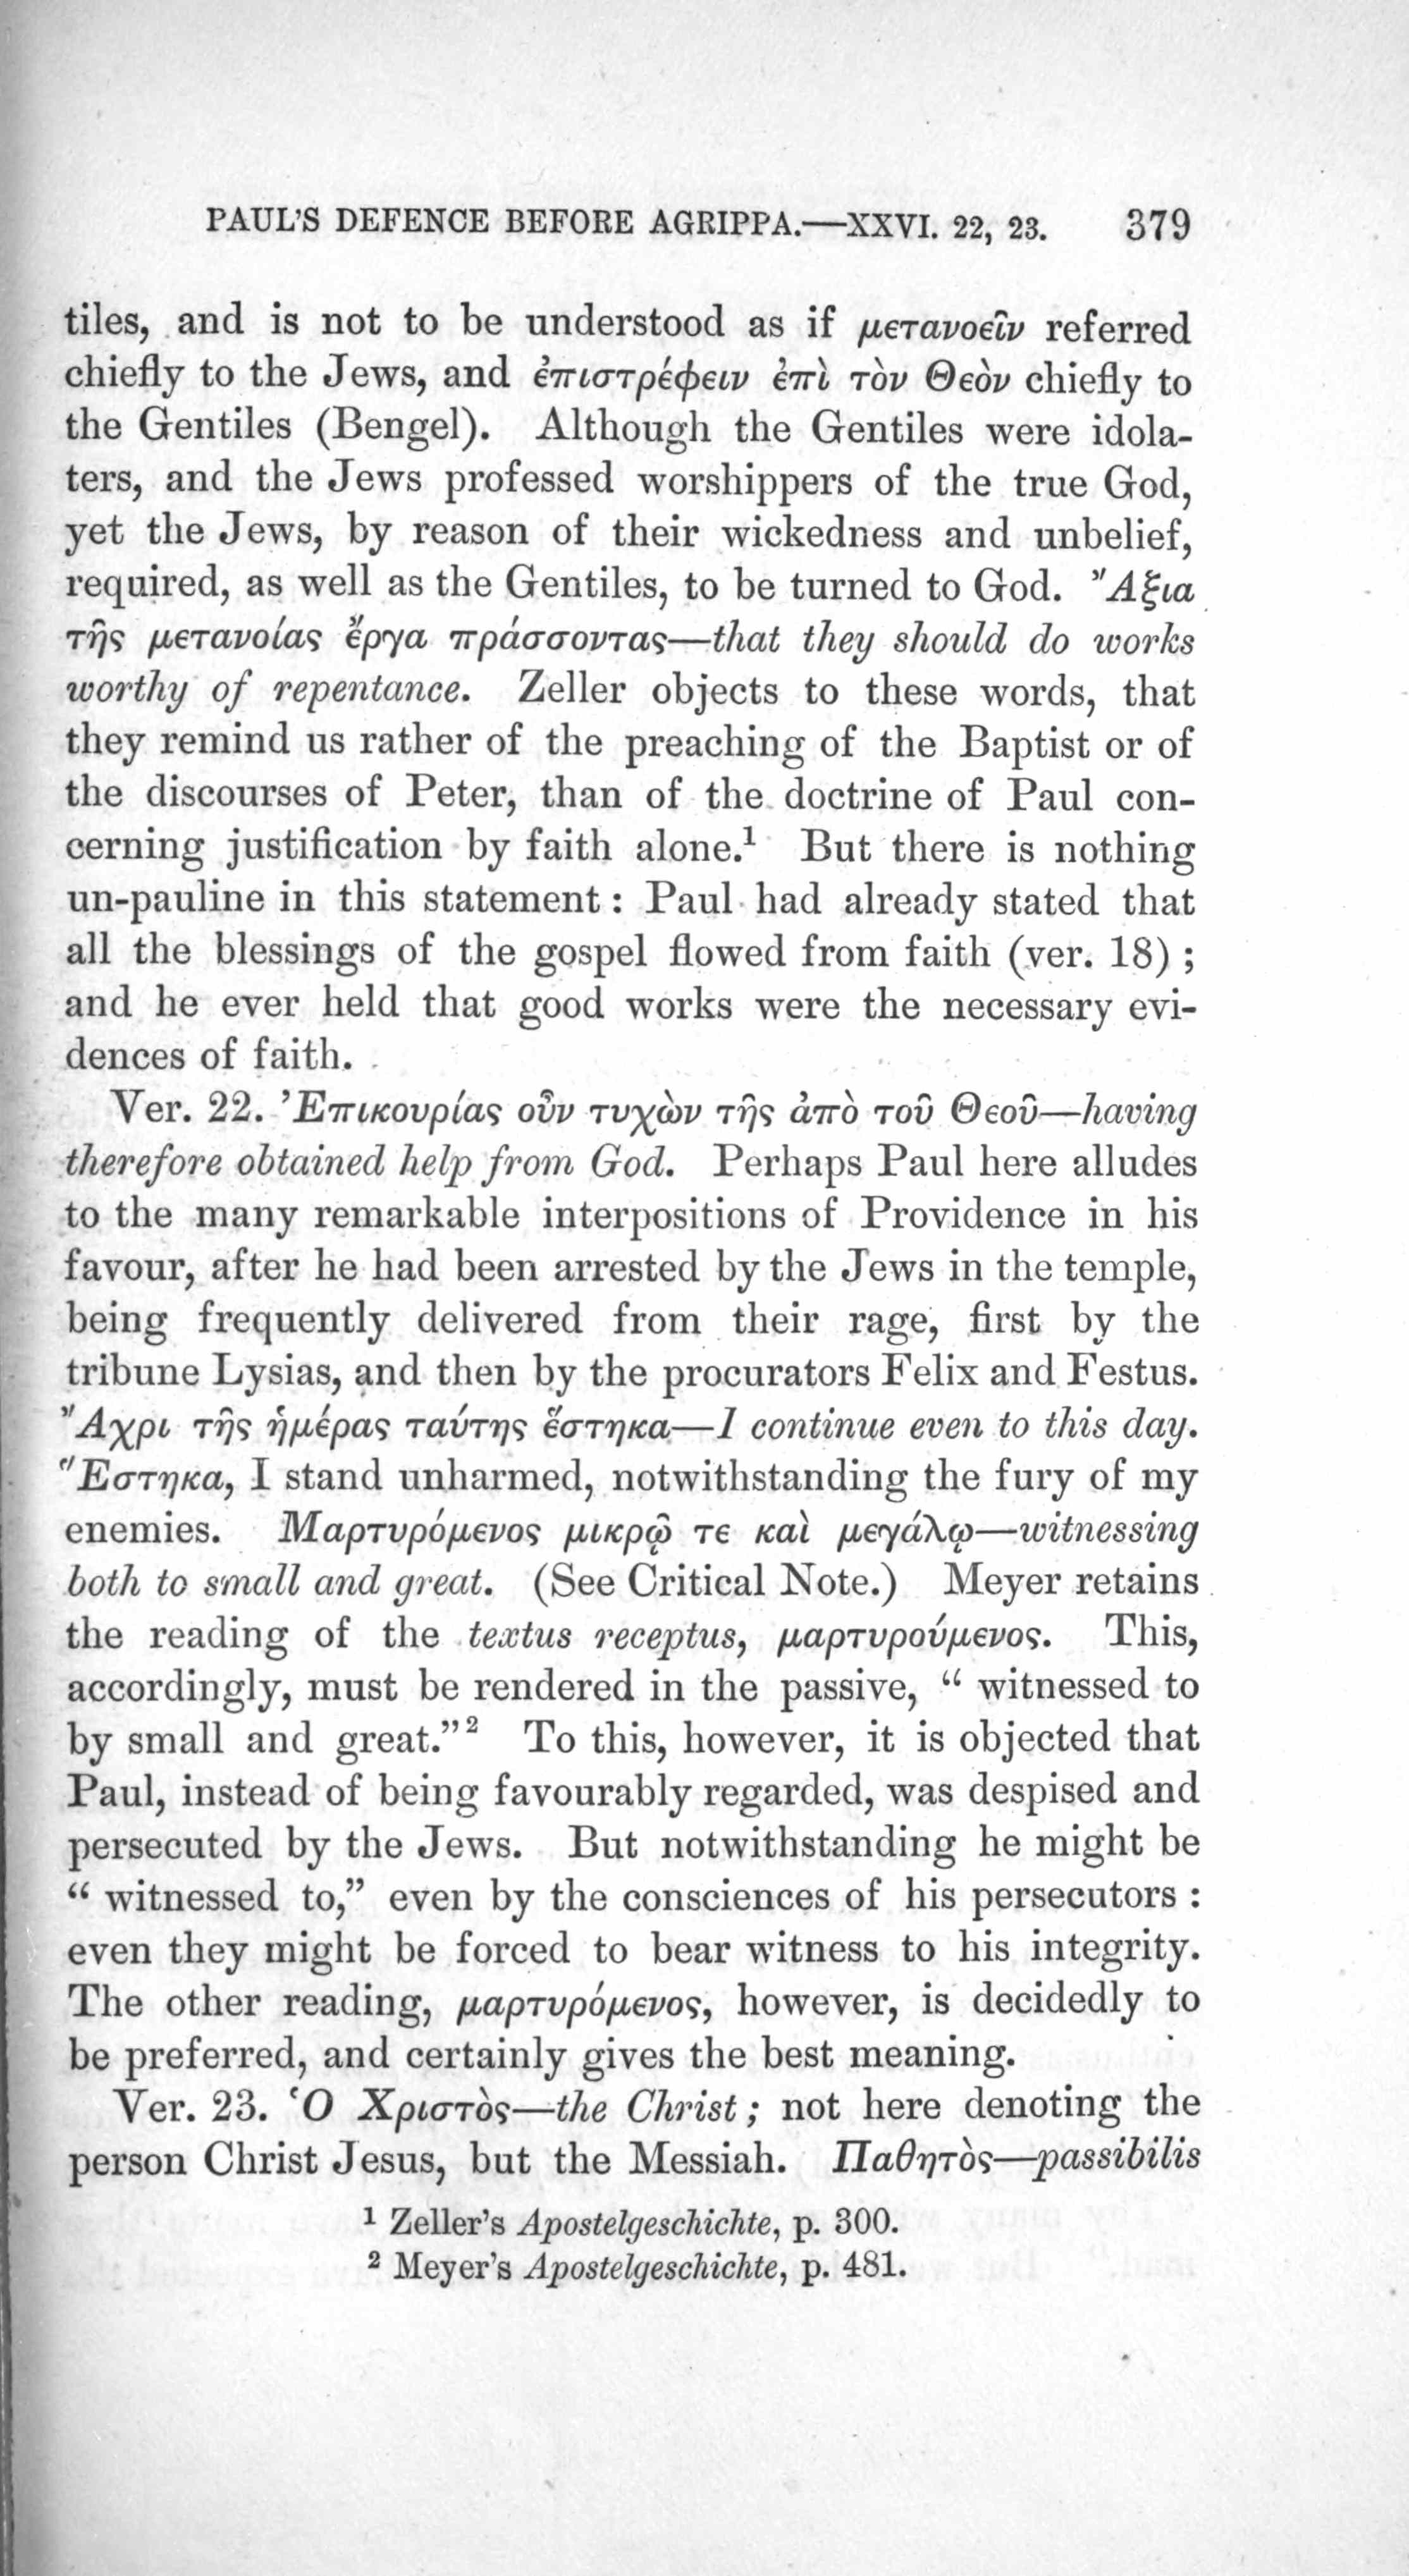 PAUL'S DEFENCE BEFORE AGRIPPA.—XXVI. 22, 23. 379
tiles, and is not to be understood as if μετανοεῖν referred
chiefly to the Jews, and ἐπιστρέφειν ἐπὶ τὸν Θεὸν chiefly to
the Gentiles (Bengel). Although the Gentiles were idola-
ters, and the Jews professed worshippers of the true God,
yet the Jews, by reason of their wickedness and unbelief,
required, as well as the Gentiles, to be turned to God. Ἄξια
τῆς μετανοίας ἔργα πράσσοντας—that they should do works
worthy of repentance. Zeller objects to these words, that
they remind us rather of the preaching of the Baptist or of
the discourses of Peter, than of the doctrine of Paul con-
cerning justification by faith alone.¹ But there is nothing
un-pauline in this statement: Paul had already stated that
all the blessings of the gospel flowed from faith (ver. 18);
and he ever held that good works were the necessary evi-
dences of faith.
Ver. 22. Ἐπικουρίας οὖν τυχὼν τῆς ἀπὸ τοῦ Θεοῦ—having
therefore obtained help from God. Perhaps Paul here alludes
to the many remarkable interpositions of Providence in his
favour, after he had been arrested by the Jews in the temple,
being frequently delivered from their rage, first by the
tribune Lysias, and then by the procurators Felix and Festus.
Ἄχρι τῆς ἡμέρας ταύτης ἕστηκα—I continue even to this day.
Ἕστηκα, I stand unharmed, notwithstanding the fury of my
enemies. Μαρτυρόμενος μικρῷ τε καὶ μεγάλῳ—witnessing
both to small and great. (See Critical Note.) Meyer retains
the reading of the textus receptus, μαρτυρούμενος. This,
accordingly, must be rendered in the passive, “ witnessed to
by small and great.”² To this, however, it is objected that
Paul, instead of being favourably regarded, was despised and
persecuted by the Jews. But notwithstanding he might be
“ witnessed to,” even by the consciences of his persecutors :
even they might be forced to bear witness to his integrity.
The other reading, μαρτυρόμενος, however, is decidedly to
be preferred, and certainly gives the best meaning.
Ver. 23. Ὁ Χριστὸς—the Christ; not here denoting the
person Christ Jesus, but the Messiah. Παθητὸς—passibilis
¹ Zeller's Apostelgeschichte, p. 300.
² Meyer's Apostelgeschichte, p. 481.